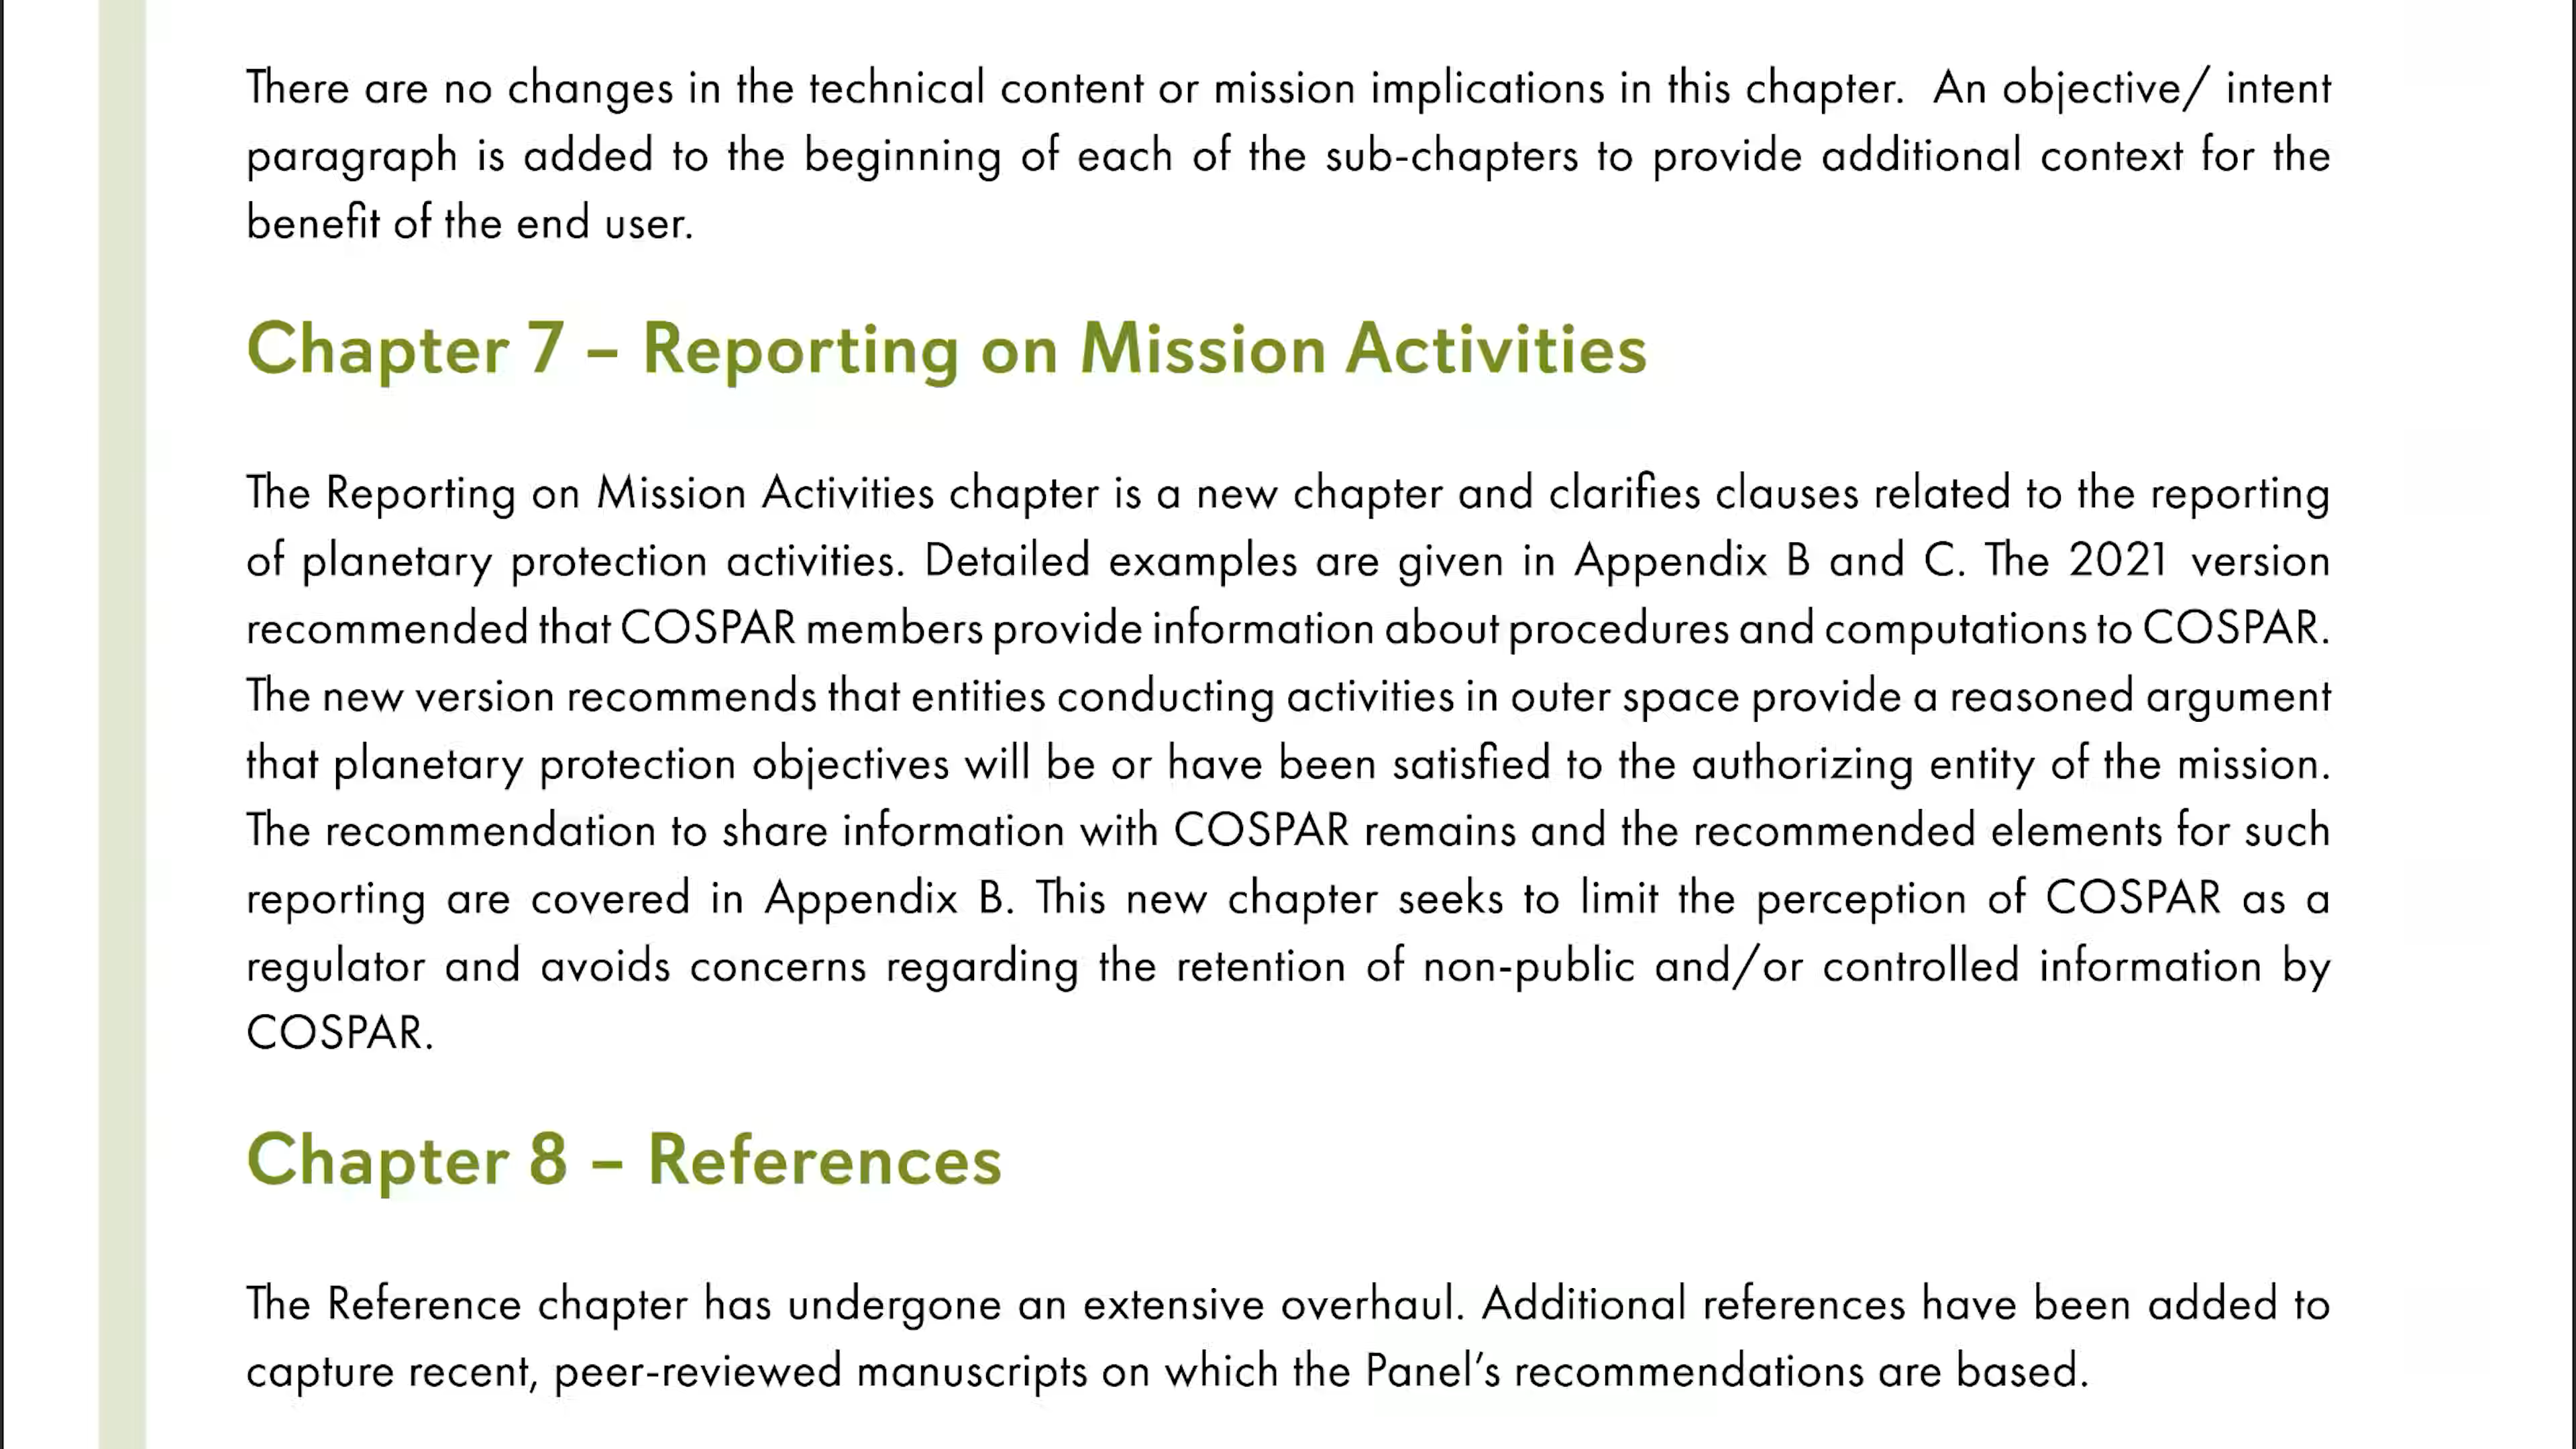 There are no changes in the technical content or mission implications in this chapter.  An objective/ intent
paragraph is added to the beginning of each of the sub-chapters to provide additional context for the
benefit of the end user.
Chapter 7 – Reporting on Mission Activities
The Reporting on Mission Activities chapter is a new chapter and clarifies clauses related to the reporting
of planetary protection activities. Detailed examples are given in Appendix B and C. The 2021 version
recommended that COSPAR members provide information about procedures and computations to COSPAR.
The new version recommends that entities conducting activities in outer space provide a reasoned argument
that planetary protection objectives will be or have been satisfied to the authorizing entity of the mission.
The recommendation to share information with COSPAR remains and the recommended elements for such
reporting are covered in Appendix B. This new chapter seeks to limit the perception of COSPAR as a
regulator and avoids concerns regarding the retention of non-public and/or controlled information by
COSPAR.
Chapter 8 – References
The Reference chapter has undergone an extensive overhaul. Additional references have been added to
capture recent, peer-reviewed manuscripts on which the Panel’s recommendations are based.